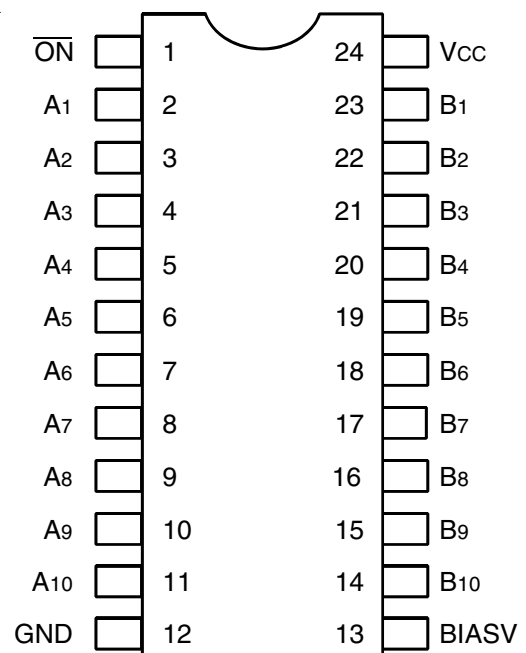 ON 1 24 VCC
A1 2 23 B1
A2 3 22 B2
A3 4 21 B3
A4 5 20 B4
A5 6 19 B5
A6 7 18 B6
A7 8 17 B7
A8 9 16 B8
A9 10 15 B9
A10 11 14 B10
GND 12 13 BIASV